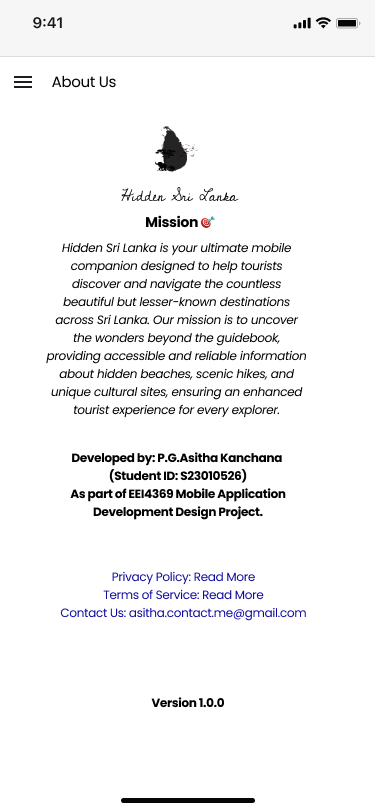 9:41
About Us
Hidden Sri Lanka
Mission 🎯
Hidden Sri Lanka is your ultimate mobile
companion designed to help tourists
discover and navigate the countless
beautiful but lesser-known destinations
across Sri Lanka. Our mission is to uncover
the wonders beyond the guidebook,
providing accessible and reliable information
about hidden beaches, scenic hikes, and
unique cultural sites, ensuring an enhanced
tourist experience for every explorer.
Developed by: P.G.Asitha Kanchana
(Student ID: S23010526)
As part of EEI4369 Mobile Application
Development Design Project.
Privacy Policy: Read More
Terms of Service: Read More
Contact Us: asitha.contact.me@gmail.com
Version 1.0.0